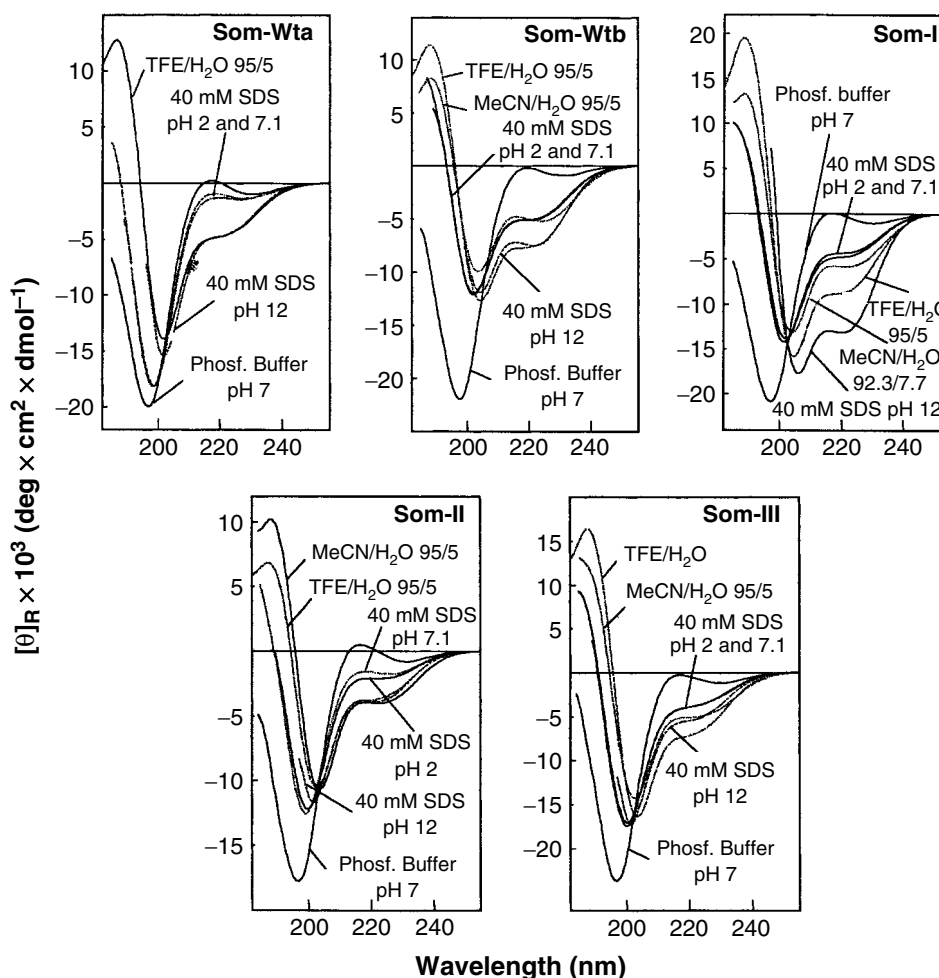 [θ]R × 10³ (deg × cm² × dmol⁻¹)
Som-Wta
10
5
−5
−10
−15
−20
TFE/H₂O 95/5
40 mM SDS
pH 2 and 7.1
40 mM SDS
pH 12
Phosf. Buffer
pH 7
200
220
240
Som-Wtb
10
5
−5
−10
−15
−20
TFE/H₂O 95/5
MeCN/H₂O 95/5
40 mM SDS
pH 2 and 7.1
40 mM SDS
pH 12
Phosf. Buffer
pH 7
200
220
240
Som-I
20
15
10
5
−5
−10
−15
−20
Phosf. buffer
pH 7
40 mM SDS
pH 2 and 7.1
TFE/H₂O
95/5
MeCN/H₂O
92.3/7.7
40 mM SDS pH 12
200
220
240
Som-II
10
5
−5
−10
−15
MeCN/H₂O 95/5
TFE/H₂O 95/5
40 mM SDS
pH 7.1
40 mM SDS
pH 2
40 mM SDS
pH 12
Phosf. Buffer
pH 7
200
220
240
Som-III
15
10
5
−5
−10
−15
−20
TFE/H₂O
MeCN/H₂O 95/5
40 mM SDS
pH 2 and 7.1
40 mM SDS
pH 12
Phosf. Buffer
pH 7
200
220
240
Wavelength (nm)